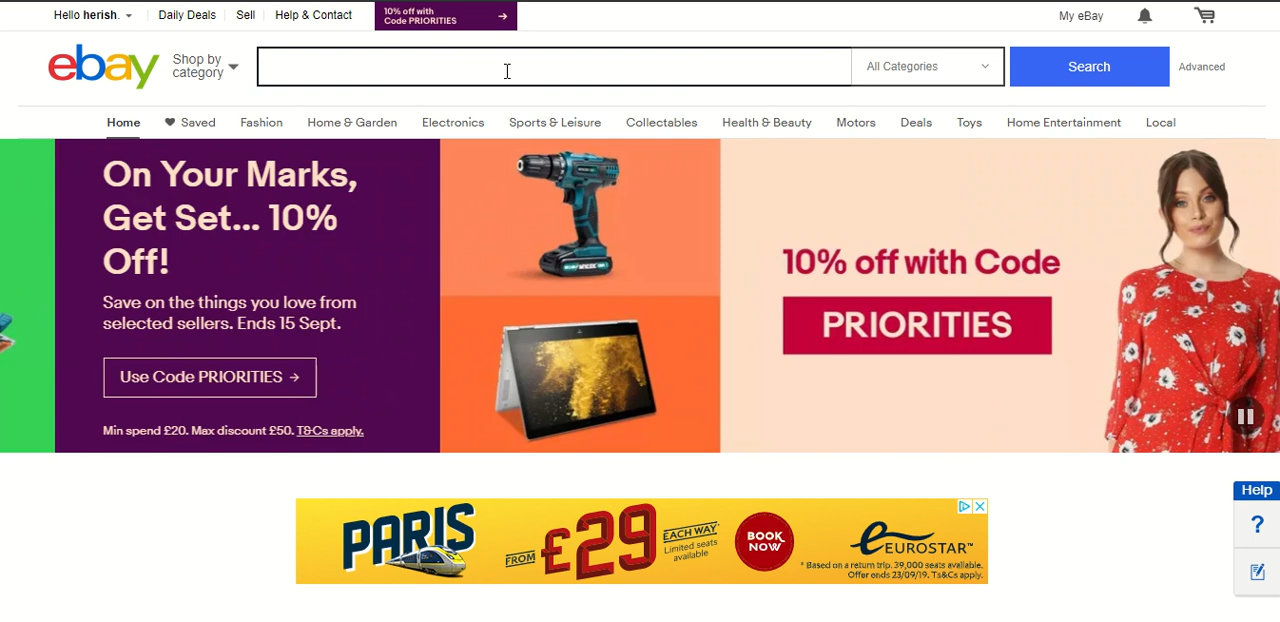 Hello herish.
Daily Deals
Sell
Help & Contact
10% off with
Code PRIORITIES →
My eBay
ebay
Shop by
category
All Categories
Search
Advanced
Home
Saved
Fashion
Home & Garden
Electronics
Sports & Leisure
Collectables
Health & Beauty
Motors
Deals
Toys
Home Entertainment
Local
On Your Marks,
Get Set... 10%
Off!
Save on the things you love from
selected sellers. Ends 15 Sept.
Use Code PRIORITIES →
Min spend £20. Max discount £50. T&Cs apply.
10% off with Code
PRIORITIES
Help
?
PARIS
FROM £29
EACH WAY
Limited seats
available
BOOK
NOW
EUROSTAR™
* Based on a return trip. 39,000 seats available.
Offer ends 23/09/19. Ts&Cs apply.